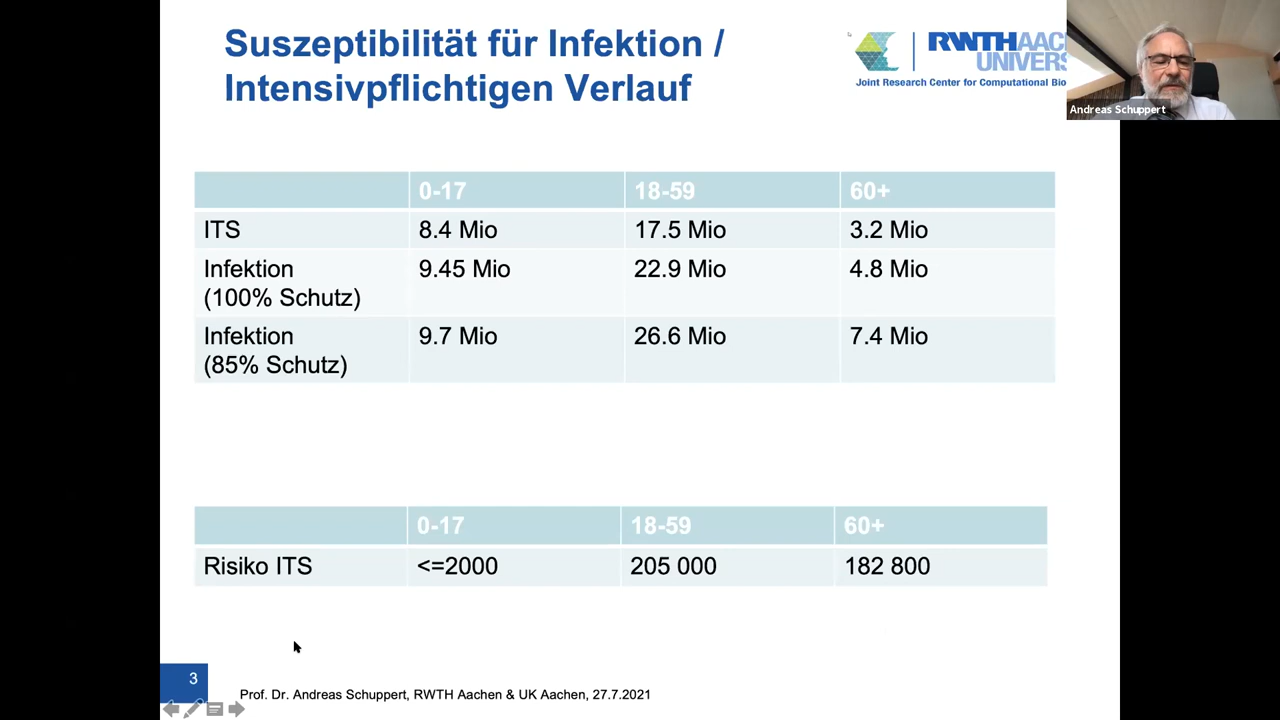 Suszeptibilität für Infektion /
Intensivpflichtigen Verlauf
RWTHAAC
UNIVERS
Joint Research Center for Computational Bio
Andreas Schuppert
0-17 18-59 60+
ITS 8.4 Mio 17.5 Mio 3.2 Mio
Infektion 9.45 Mio 22.9 Mio 4.8 Mio
(100% Schutz)
Infektion 9.7 Mio 26.6 Mio 7.4 Mio
(85% Schutz)
0-17 18-59 60+
Risiko ITS <=2000 205 000 182 800
3
Prof. Dr. Andreas Schuppert, RWTH Aachen & UK Aachen, 27.7.2021